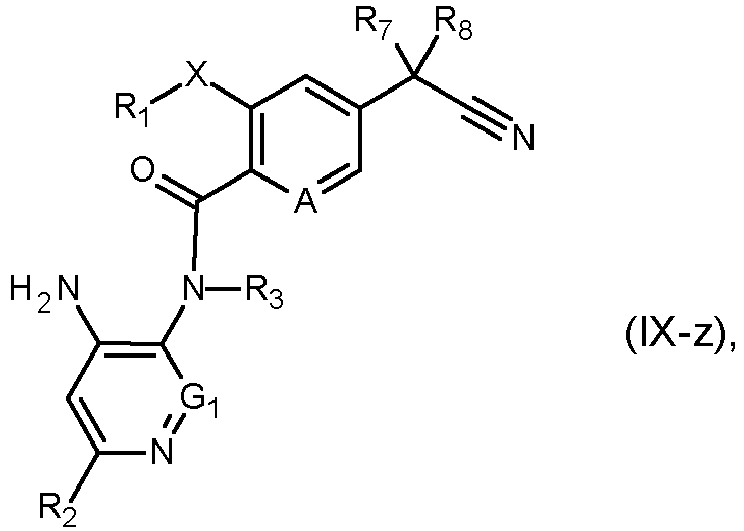 R7 R8
X
R1
N
O
A
H2N N R3
(IX-z),
G1
N
R2